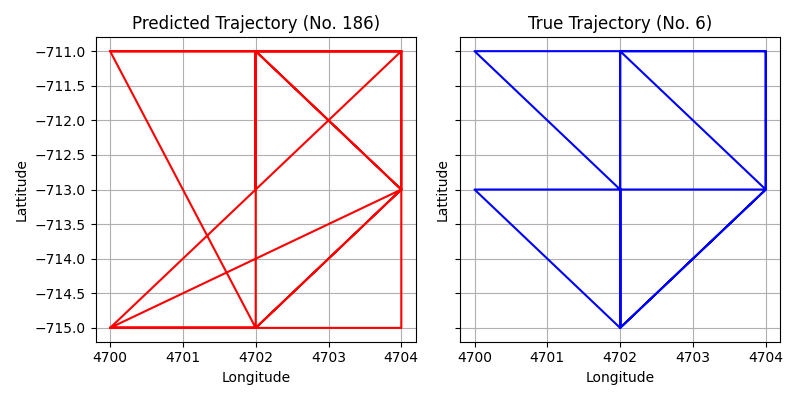 Predicted Trajectory (No. 186)
True Trajectory (No. 6)
−711.0
−711.5
−712.0
−712.5
−713.0
−713.5
−714.0
−714.5
−715.0
Lattitude
Lattitude
4700 4701 4702 4703 4704
4700 4701 4702 4703 4704
Longitude
Longitude